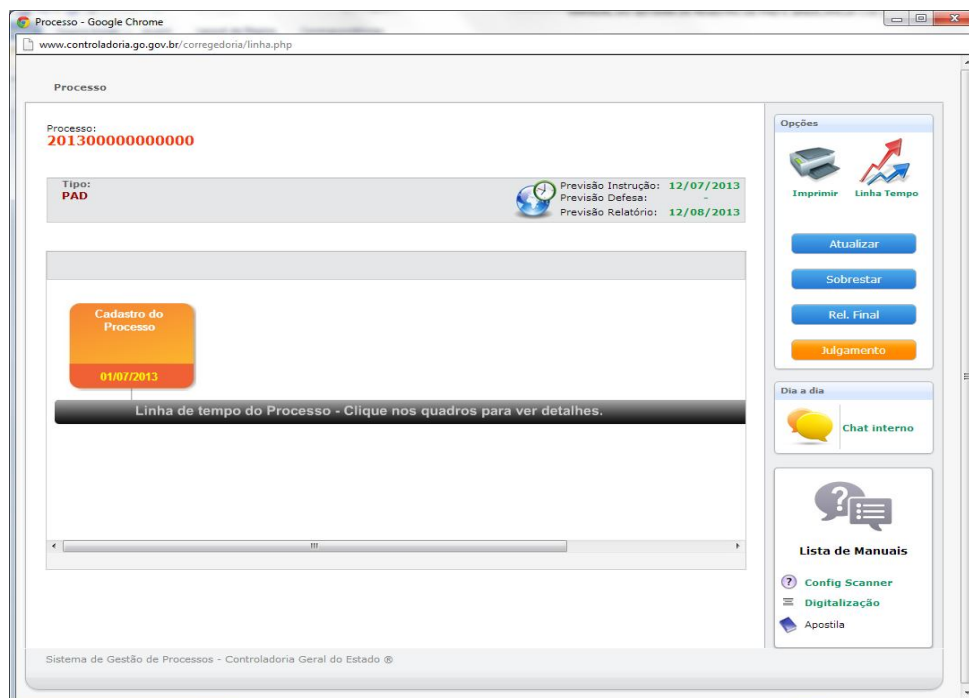 Processo - Google Chrome
www.controladoria.go.gov.br/corregedoria/linha.php
Processo
Processo:
201300000000000
Tipo:
PAD
Previsão Instrução: 12/07/2013
Previsão Defesa: -
Previsão Relatório: 12/08/2013
Cadastro do
Processo
01/07/2013
Linha de tempo do Processo - Clique nos quadros para ver detalhes.
Opções
Imprimir Linha Tempo
Atualizar
Sobrestar
Rel. Final
Julgamento
Dia a dia
Chat interno
Lista de Manuais
Config Scanner
Digitalização
Apostila
Sistema de Gestão de Processos - Controladoria Geral do Estado ®